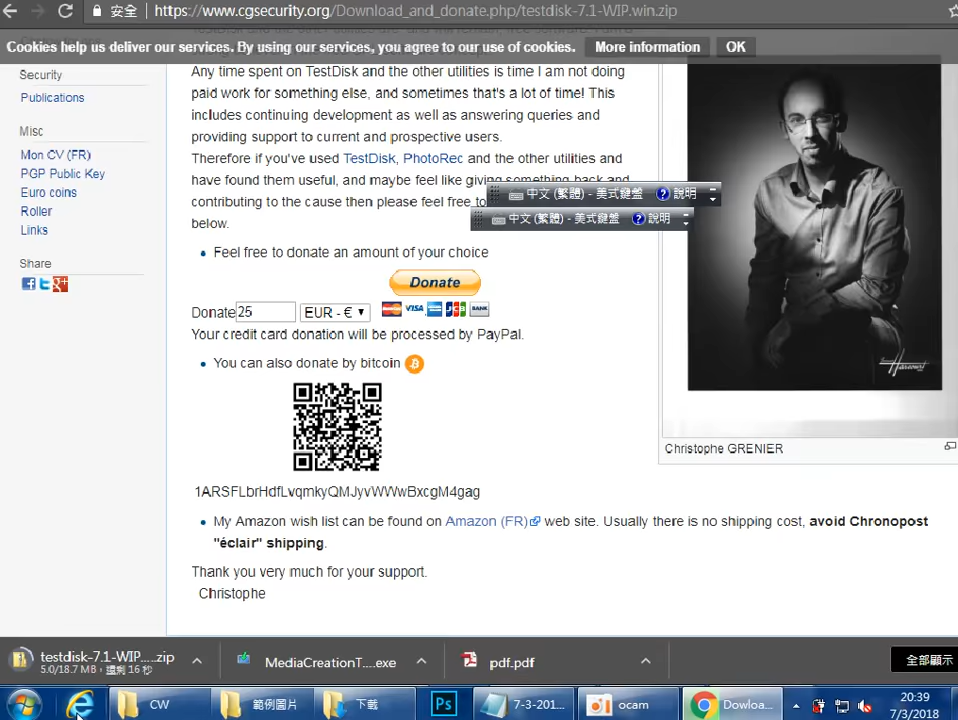 安全 https://www.cgsecurity.org/Download_and_donate.php/testdisk-7.1-WIP.win.zip
Cookies help us deliver our services. By using our services, you agree to our use of cookies. More information OK
Security
Publications
Misc
Mon CV (FR)
PGP Public Key
Euro coins
Roller
Links
Share
Any time spent on TestDisk and the other utilities is time I am not doing
paid work for something else, and sometimes that's a lot of time! This
includes continuing development as well as answering queries and
providing support to current and prospective users.
Therefore if you've used TestDisk, PhotoRec and the other utilities and
have found them useful, and maybe feel like giving something back and
contributing to the cause then please feel free to
below.
中文 (繁體) - 美式鍵盤 說明
中文 (繁體) - 美式鍵盤 說明
Feel free to donate an amount of your choice
Donate
Donate 25 EUR - € VISA BANK
Your credit card donation will be processed by PayPal.
You can also donate by bitcoin
1ARSFLbrHdfLvqmkyQMJyvWWwBxcgM4gag
My Amazon wish list can be found on Amazon (FR) web site. Usually there is no shipping cost, avoid Chronopost
"éclair" shipping.
Thank you very much for your support.
Christophe
Harcourt
Christophe GRENIER
testdisk-7.1-WIP....zip
5.0/18.7 MB，還剩 16 秒
MediaCreationT....exe
pdf.pdf
全部顯示
CW
範例圖片
下載
Ps
7-3-201...
ocam
Dowloa...
20:39
7/3/2018